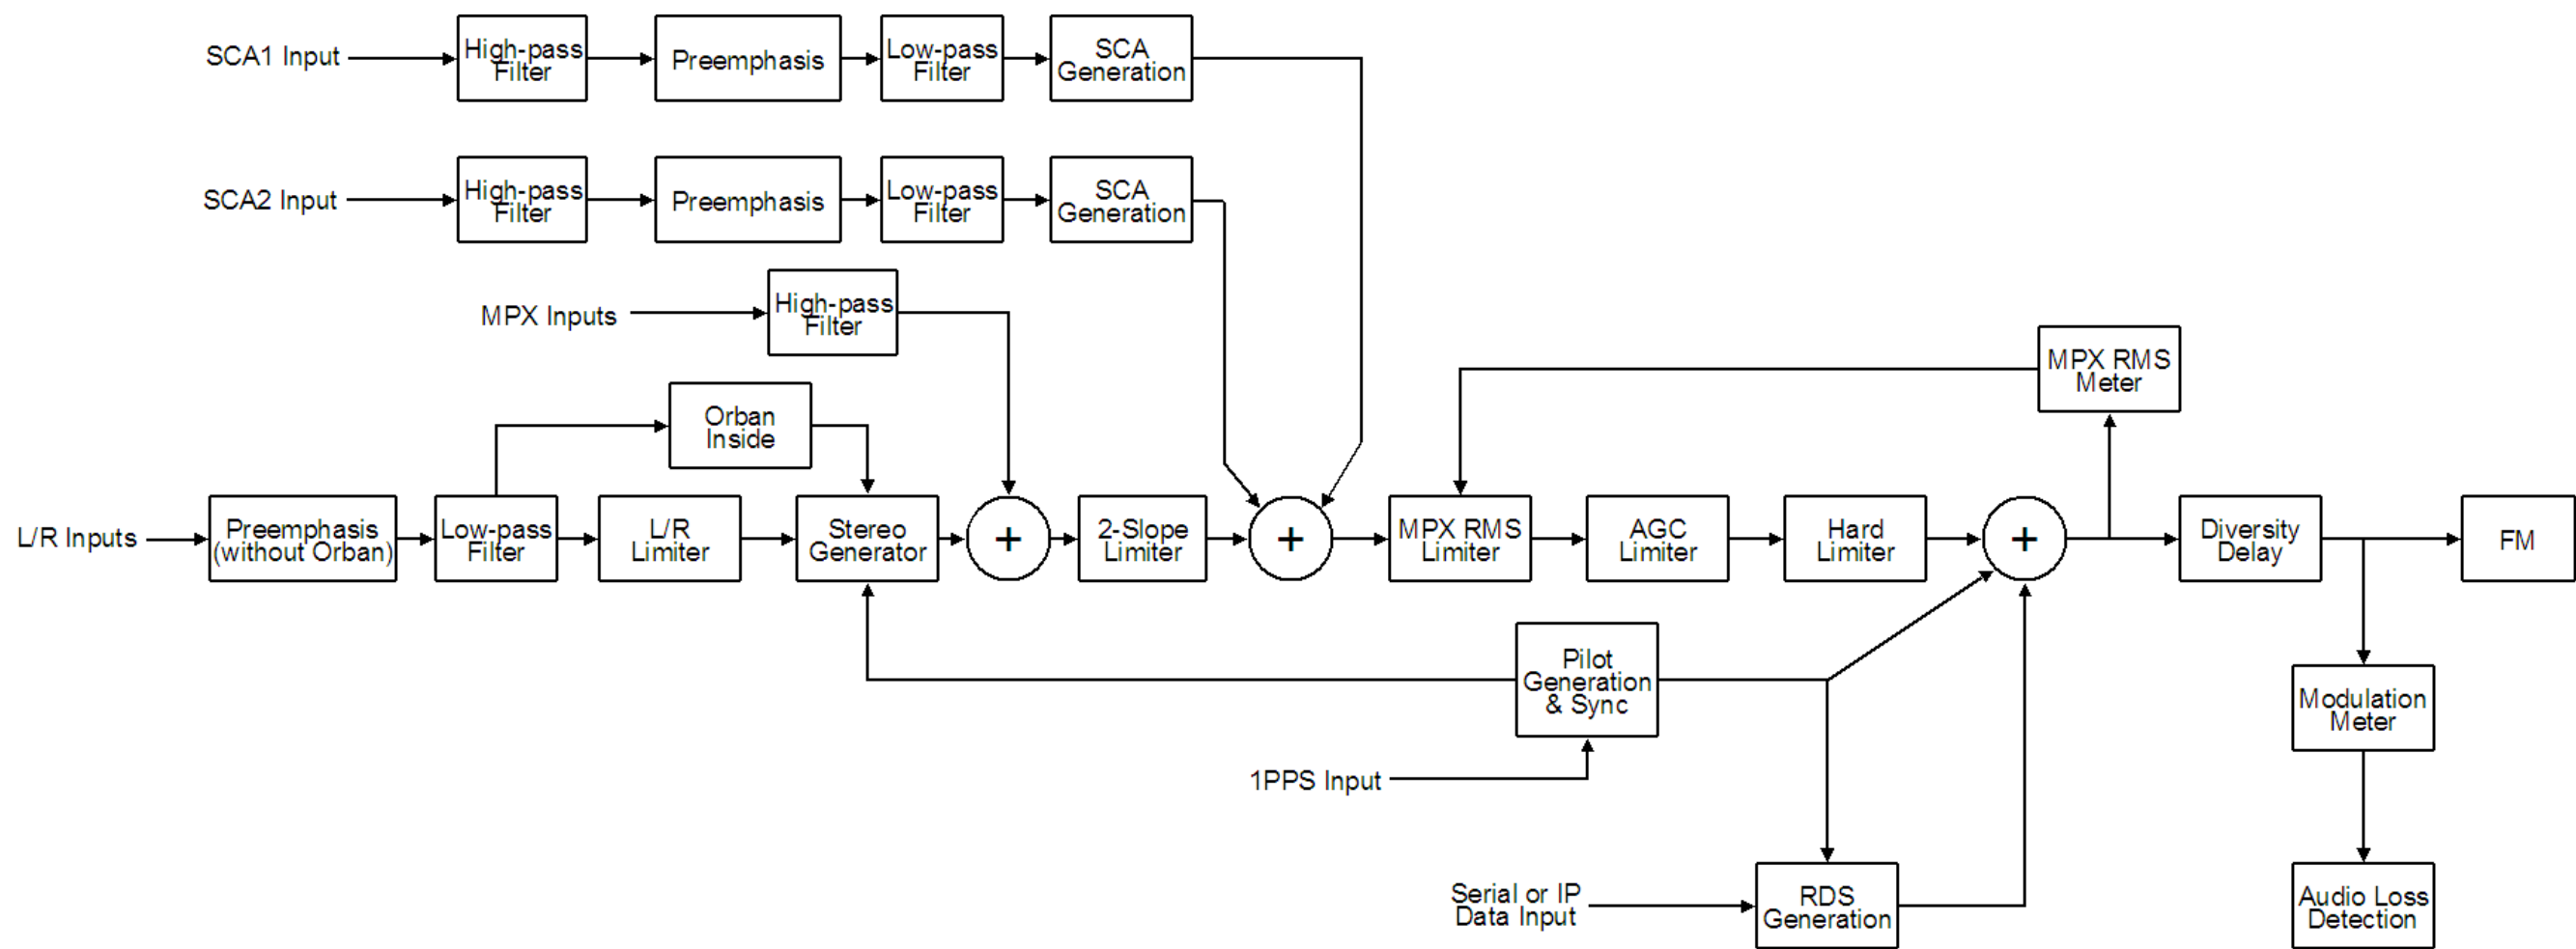 SCA1 Input
High-pass
Filter
Preemphasis
Low-pass
Filter
SCA
Generation
SCA2 Input
High-pass
Filter
Preemphasis
Low-pass
Filter
SCA
Generation
MPX Inputs
High-pass
Filter
MPX RMS
Meter
Orban
Inside
L/R Inputs
Preemphasis
(without Orban)
Low-pass
Filter
L/R
Limiter
Stereo
Generator
+
2-Slope
Limiter
+
MPX RMS
Limiter
AGC
Limiter
Hard
Limiter
+
Diversity
Delay
FM
Pilot
Generation
& Sync
Modulation
Meter
1PPS Input
Serial or IP
Data Input
RDS
Generation
Audio Loss
Detection